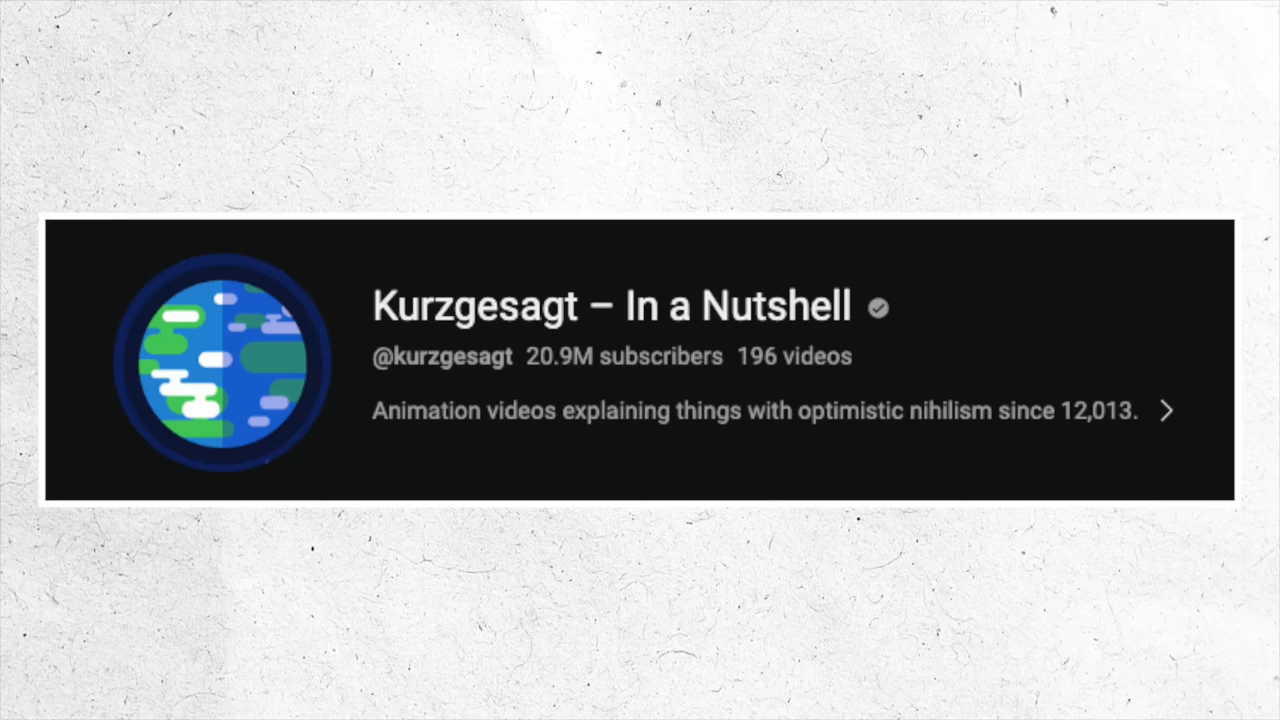 Kurzgesagt – In a Nutshell
@kurzgesagt 20.9M subscribers 196 videos
Animation videos explaining things with optimistic nihilism since 12,013.